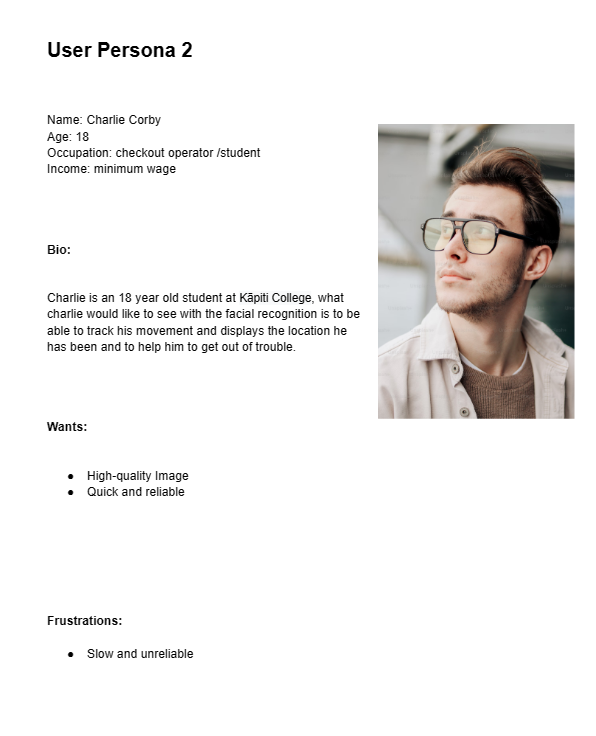 User Persona 2
Name: Charlie Corby
Age: 18
Occupation: checkout operator /student
Income: minimum wage
Bio:
Charlie is an 18 year old student at Kāpiti College, what
charlie would like to see with the facial recognition is to be
able to track his movement and displays the location he
has been and to help him to get out of trouble.
Wants:
● High-quality Image
● Quick and reliable
Frustrations:
● Slow and unreliable